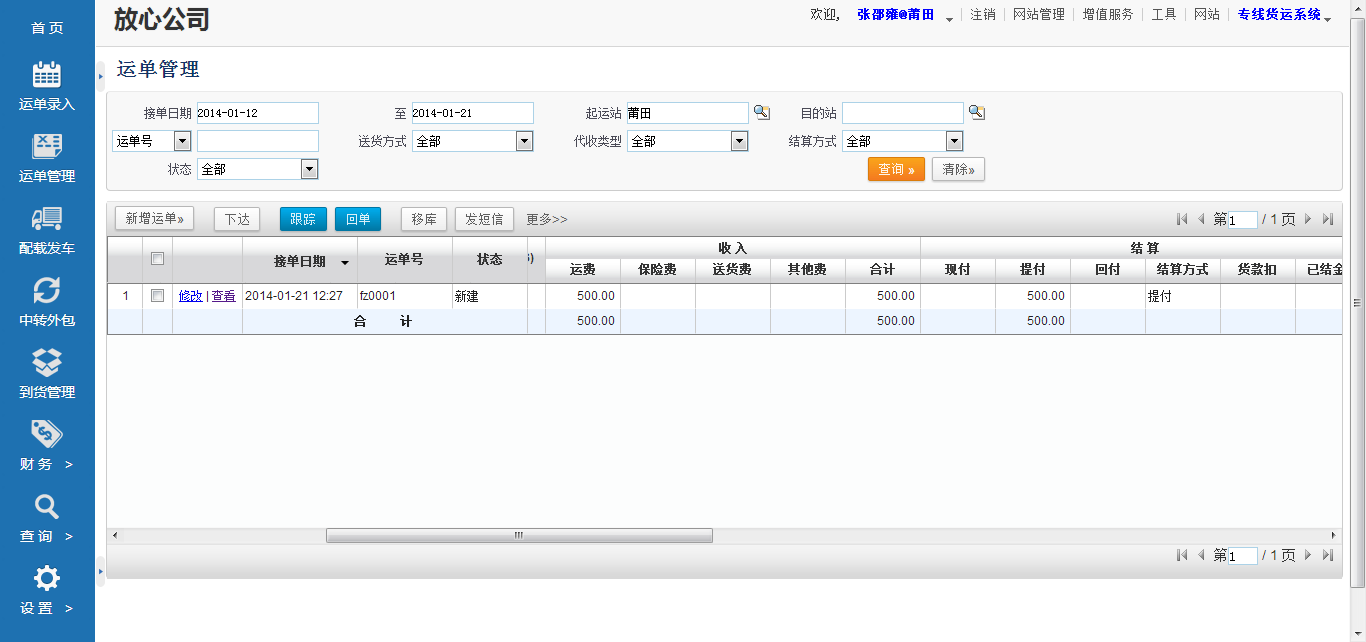 放心公司
欢迎, 张邵雍@莆田 注销 网站管理 增值服务 工具 网站 专线货运系统
首页
运单录入
运单管理
配载发车
中转外包
到货管理
财务 >
查询 >
设置 >
运单管理
接单日期 2014-01-12 至 2014-01-21 起运站 莆田 目的站
运单号 送货方式 全部 代收类型 全部 结算方式 全部
状态 全部 查询 » 清除»
新增运单» 下达 跟踪 回单 移库 发短信 更多>> 第 1 / 1 页
收入 结算
接单日期 运单号 状态 运费 保险费 送货费 其他费 合计 现付 提付 回付 结算方式 货款扣 已结金
1 修改 | 查看 2014-01-21 12:27 fz0001 新建 500.00 500.00 500.00 提付
合 计 500.00 500.00 500.00
第 1 / 1 页